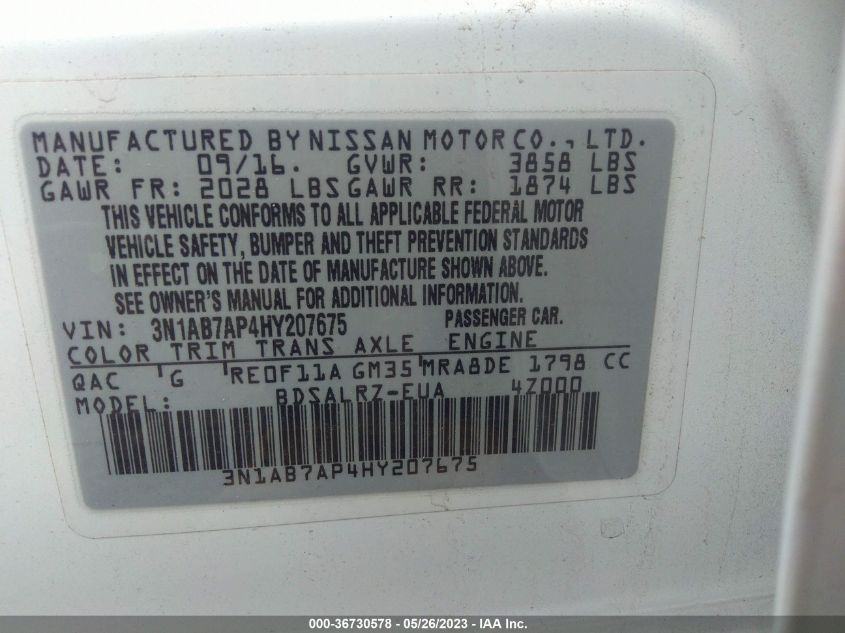 MANUFACTURED BY NISSAN MOTOR CO., LTD.
DATE: 09/16. GVWR: 3858 LBS
GAWR FR: 2028 LBS GAWR RR: 1874 LBS
THIS VEHICLE CONFORMS TO ALL APPLICABLE FEDERAL MOTOR
VEHICLE SAFETY, BUMPER AND THEFT PREVENTION STANDARDS
IN EFFECT ON THE DATE OF MANUFACTURE SHOWN ABOVE.
SEE OWNER'S MANUAL FOR ADDITIONAL INFORMATION.
VIN: 3N1AB7AP4HY207675 PASSENGER CAR.
COLOR TRIM TRANS AXLE ENGINE
QAC G RE0F11A GM35 MRA8DE 1798 CC
MODEL: BDSALRZ-EUA 4Z000
3N1AB7AP4HY207675
000-36730578 - 05/26/2023 - IAA Inc.